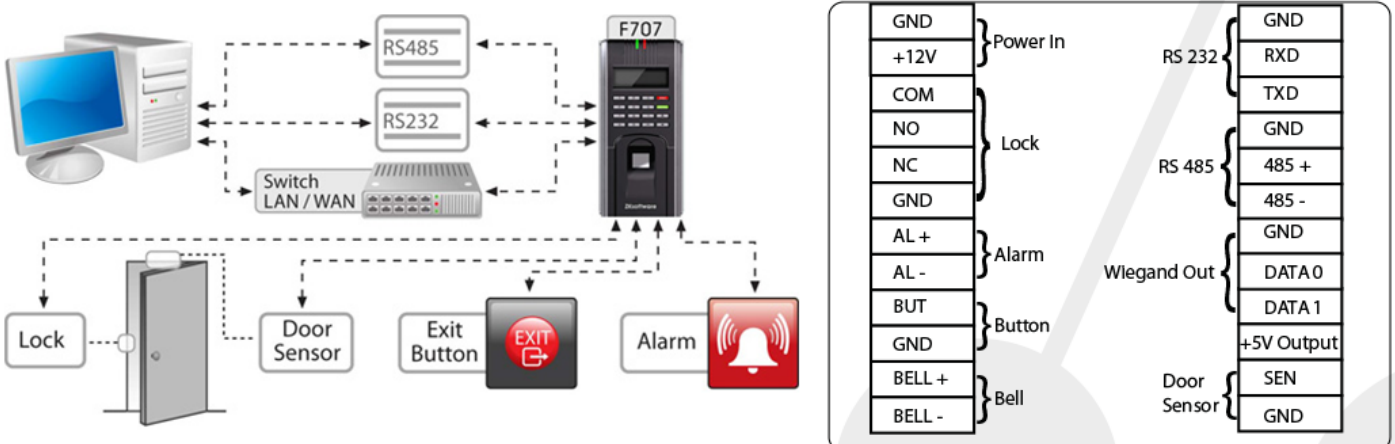 F707
RS485
RS232
Switch
LAN / WAN
ZKsoftware
Lock
Door
Sensor
Exit
Button
EXIT
Alarm
GND
+12V
Power In
COM
NO
NC
GND
Lock
AL +
AL -
Alarm
BUT
GND
Button
BELL +
BELL -
Bell
GND
RXD
TXD
RS 232
GND
485 +
485 -
RS 485
GND
DATA 0
DATA 1
Wiegand Out
+5V Output
SEN
GND
Door
Sensor